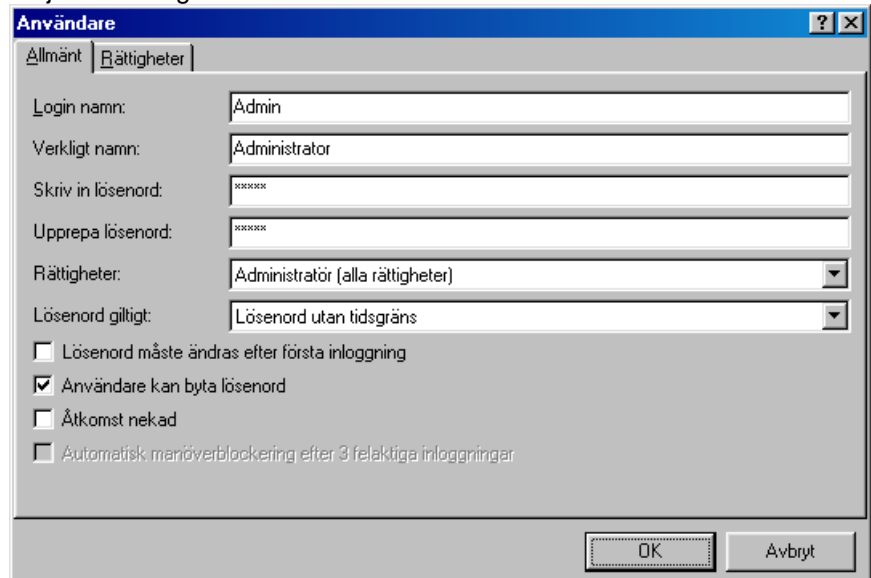 Användare
Allmänt Rättigheter
Login namn: Admin
Verkligt namn: Administrator
Skriv in lösenord: xxxxx
Upprepa lösenord: xxxxx
Rättigheter: Administratör (alla rättigheter)
Lösenord giltigt: Lösenord utan tidsgräns
Lösenord måste ändras efter första inloggning
Användare kan byta lösenord
Åtkomst nekad
Automatisk manöverblockering efter 3 felaktiga inloggningar
OK Avbryt